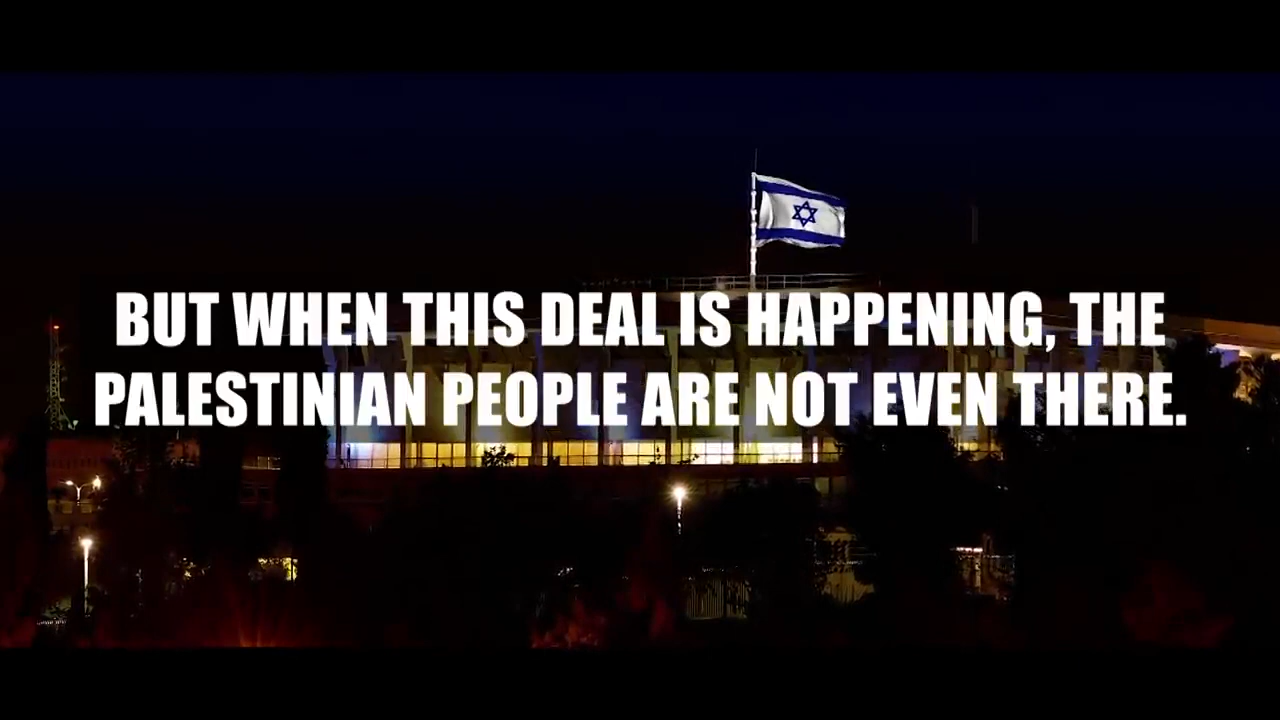 BUT WHEN THIS DEAL IS HAPPENING, THE
PALESTINIAN PEOPLE ARE NOT EVEN THERE.